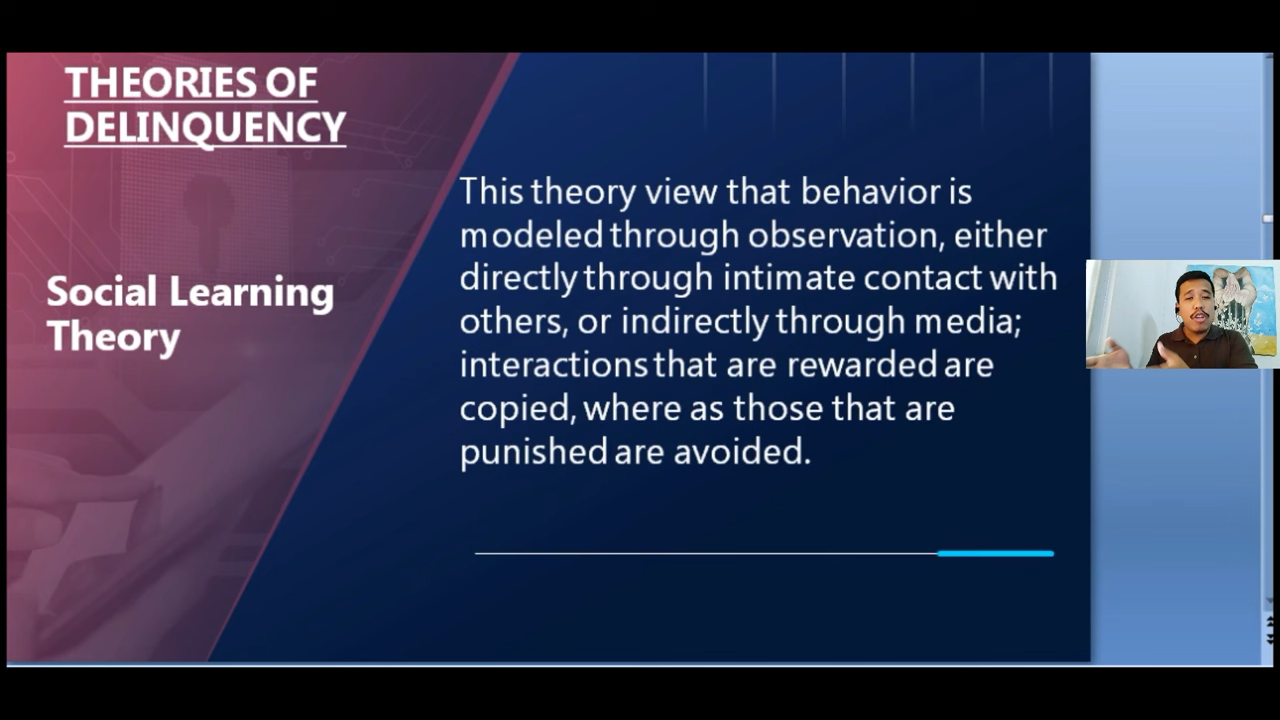 THEORIES OF
DELINQUENCY
Social Learning
Theory
This theory view that behavior is
modeled through observation, either
directly through intimate contact with
others, or indirectly through media;
interactions that are rewarded are
copied, where as those that are
punished are avoided.